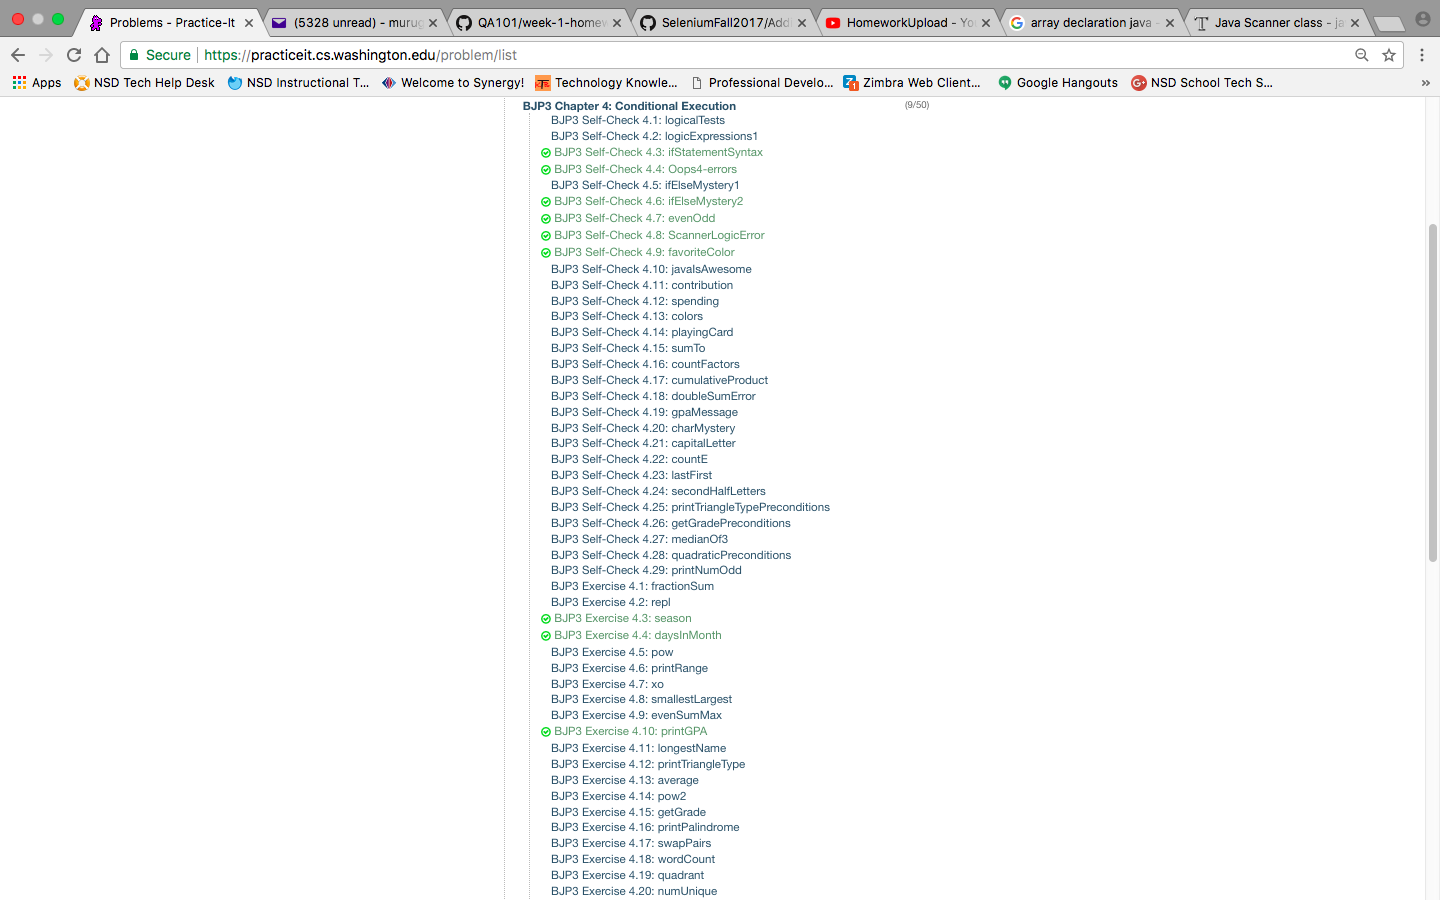 Problems - Practice-It
(5328 unread) - murug
QA101/week-1-homew
SeleniumFall2017/Addi
HomeworkUpload - You
array declaration java -
Java Scanner class - ja
Secure https://practiceit.cs.washington.edu/problem/list
Apps
NSD Tech Help Desk
NSD Instructional T...
Welcome to Synergy!
Technology Knowle...
Professional Develo...
Zimbra Web Client...
Google Hangouts
NSD School Tech S...
»
BJP3 Chapter 4: Conditional Execution (9/50)
BJP3 Self-Check 4.1: logicalTests
BJP3 Self-Check 4.2: logicExpressions1
BJP3 Self-Check 4.3: ifStatementSyntax
BJP3 Self-Check 4.4: Oops4-errors
BJP3 Self-Check 4.5: ifElseMystery1
BJP3 Self-Check 4.6: ifElseMystery2
BJP3 Self-Check 4.7: evenOdd
BJP3 Self-Check 4.8: ScannerLogicError
BJP3 Self-Check 4.9: favoriteColor
BJP3 Self-Check 4.10: javaIsAwesome
BJP3 Self-Check 4.11: contribution
BJP3 Self-Check 4.12: spending
BJP3 Self-Check 4.13: colors
BJP3 Self-Check 4.14: playingCard
BJP3 Self-Check 4.15: sumTo
BJP3 Self-Check 4.16: countFactors
BJP3 Self-Check 4.17: cumulativeProduct
BJP3 Self-Check 4.18: doubleSumError
BJP3 Self-Check 4.19: gpaMessage
BJP3 Self-Check 4.20: charMystery
BJP3 Self-Check 4.21: capitalLetter
BJP3 Self-Check 4.22: countE
BJP3 Self-Check 4.23: lastFirst
BJP3 Self-Check 4.24: secondHalfLetters
BJP3 Self-Check 4.25: printTriangleTypePreconditions
BJP3 Self-Check 4.26: getGradePreconditions
BJP3 Self-Check 4.27: medianOf3
BJP3 Self-Check 4.28: quadraticPreconditions
BJP3 Self-Check 4.29: printNumOdd
BJP3 Exercise 4.1: fractionSum
BJP3 Exercise 4.2: repl
BJP3 Exercise 4.3: season
BJP3 Exercise 4.4: daysInMonth
BJP3 Exercise 4.5: pow
BJP3 Exercise 4.6: printRange
BJP3 Exercise 4.7: xo
BJP3 Exercise 4.8: smallestLargest
BJP3 Exercise 4.9: evenSumMax
BJP3 Exercise 4.10: printGPA
BJP3 Exercise 4.11: longestName
BJP3 Exercise 4.12: printTriangleType
BJP3 Exercise 4.13: average
BJP3 Exercise 4.14: pow2
BJP3 Exercise 4.15: getGrade
BJP3 Exercise 4.16: printPalindrome
BJP3 Exercise 4.17: swapPairs
BJP3 Exercise 4.18: wordCount
BJP3 Exercise 4.19: quadrant
BJP3 Exercise 4.20: numUnique